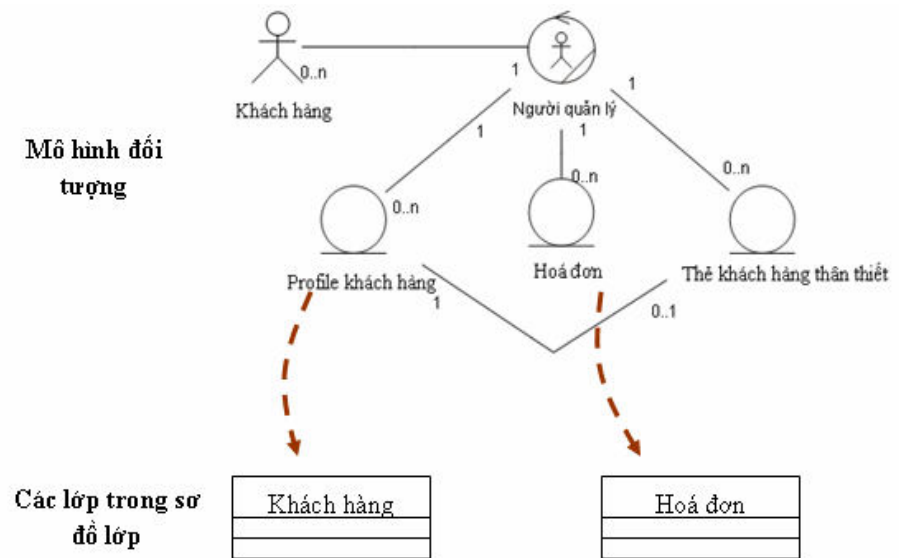 0..n
1
Khách hàng
Người quản lý
1
1
1
Mô hình đối
tượng
0..n
0..n
0..n
Profile khách hàng
Hoá đơn
Thẻ khách hàng thân thiết
1
0..1
Các lớp trong sơ
đồ lớp
Khách hàng
Hoá đơn